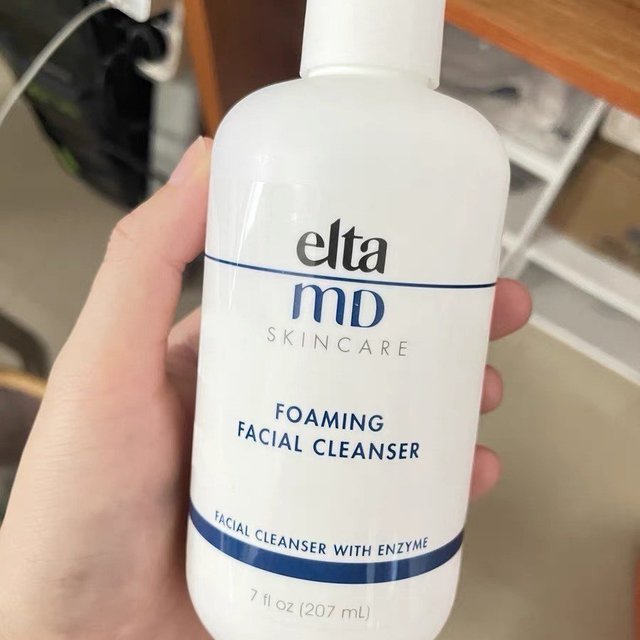 elta
MD
SKINCARE
FOAMING
FACIAL CLEANSER
FACIAL CLEANSER WITH ENZYME
7 fl oz (207 mL)